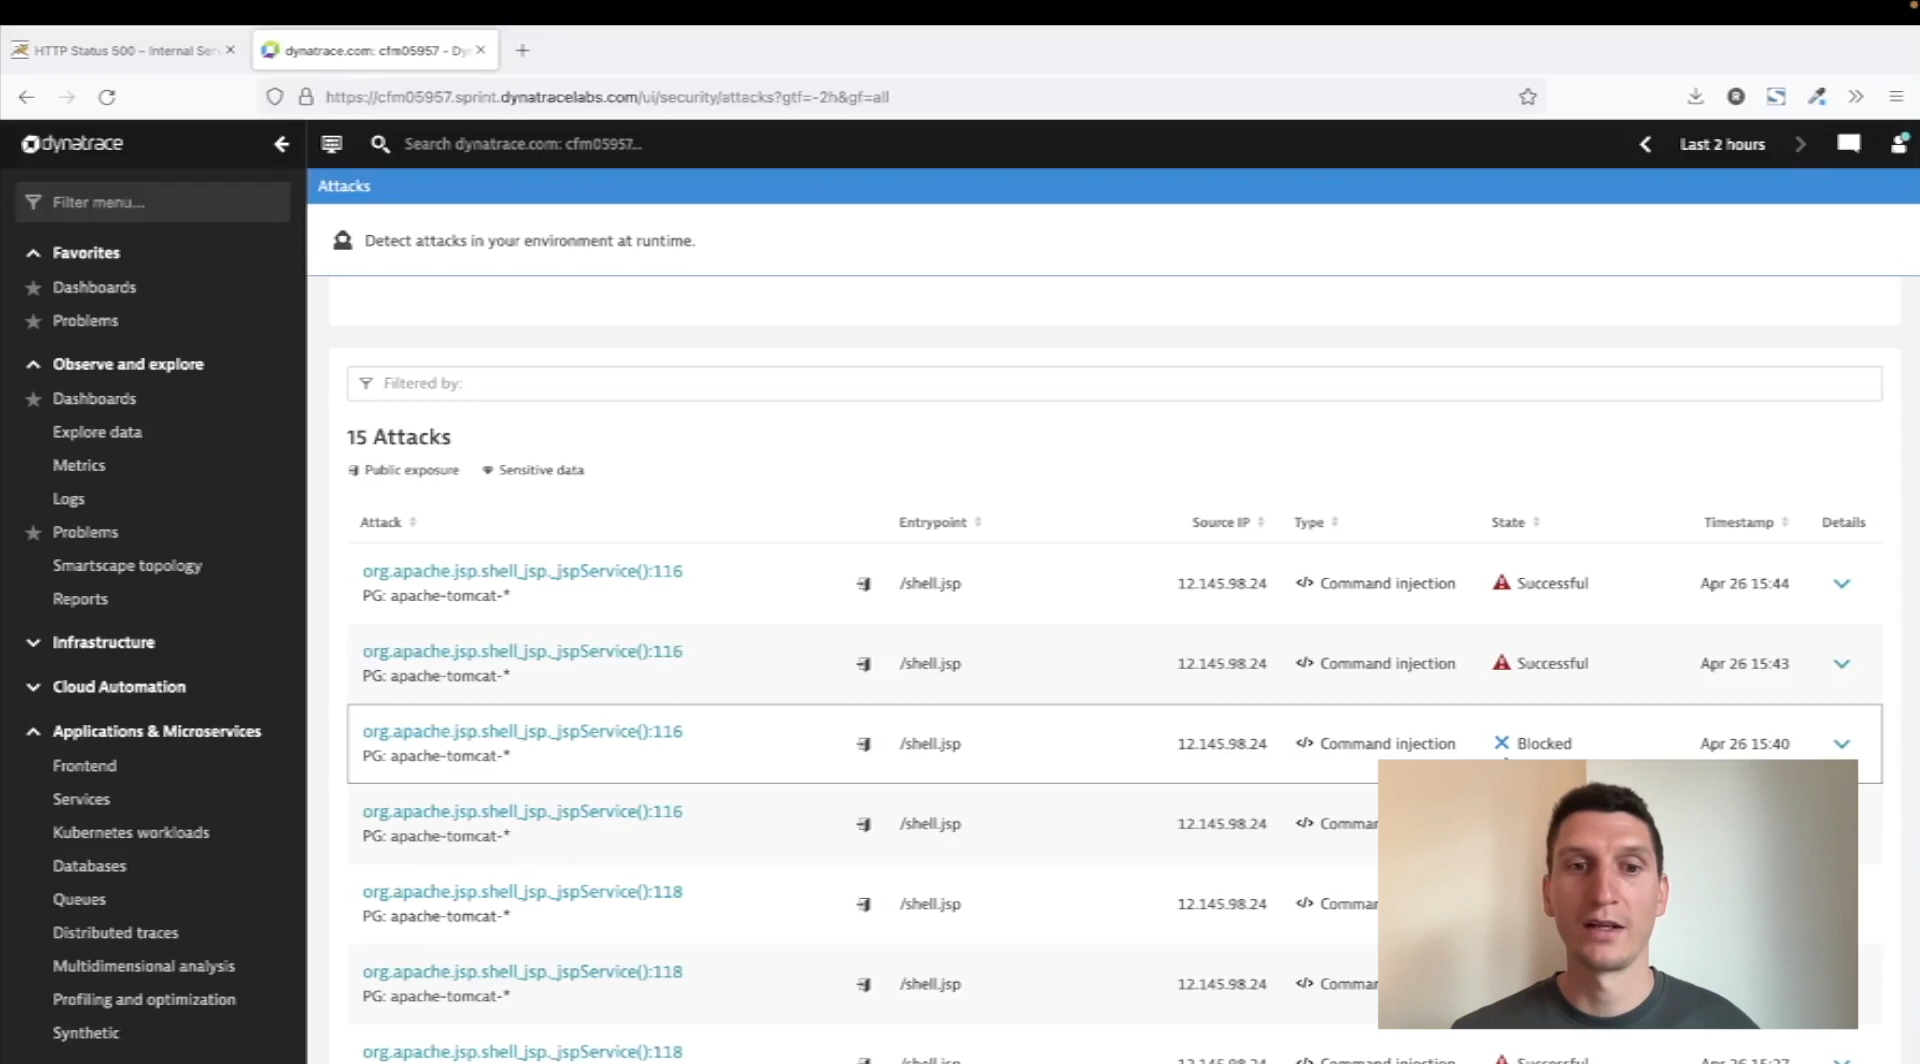 HTTP Status 500 – Internal Ser
dynatrace.com: cfm05957 - Dy
https://cfm05957.sprint.dynatracelabs.com/ui/security/attacks?gtf=-2h&gf=all
dynatrace
Search dynatrace.com: cfm05957...
Last 2 hours
Filter menu...
Favorites
Dashboards
Problems
Observe and explore
Dashboards
Explore data
Metrics
Logs
Problems
Smartscape topology
Reports
Infrastructure
Cloud Automation
Applications & Microservices
Frontend
Services
Kubernetes workloads
Databases
Queues
Distributed traces
Multidimensional analysis
Profiling and optimization
Synthetic
Attacks
Detect attacks in your environment at runtime.
Filtered by:
15 Attacks
Public exposure Sensitive data
Attack Entrypoint Source IP Type State Timestamp Details
org.apache.jsp.shell_jsp._jspService():116
PG: apache-tomcat-*
/shell.jsp 12.145.98.24 </> Command injection Successful Apr 26 15:44
org.apache.jsp.shell_jsp._jspService():116
PG: apache-tomcat-*
/shell.jsp 12.145.98.24 </> Command injection Successful Apr 26 15:43
org.apache.jsp.shell_jsp._jspService():116
PG: apache-tomcat-*
/shell.jsp 12.145.98.24 </> Command injection Blocked Apr 26 15:40
org.apache.jsp.shell_jsp._jspService():116
PG: apache-tomcat-*
/shell.jsp 12.145.98.24 </> Comman
org.apache.jsp.shell_jsp._jspService():118
PG: apache-tomcat-*
/shell.jsp 12.145.98.24 </> Comman
org.apache.jsp.shell_jsp._jspService():118
PG: apache-tomcat-*
/shell.jsp 12.145.98.24 </> Comman
org.apache.jsp.shell_jsp._jspService():118